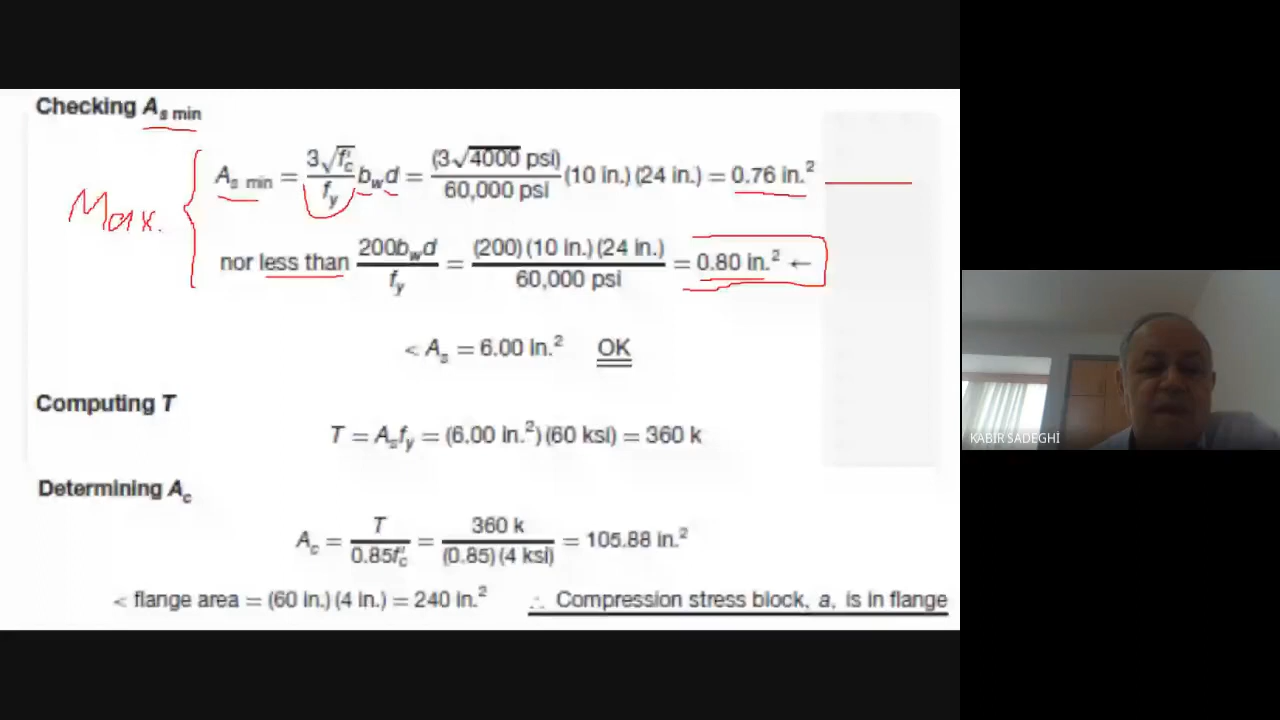 Checking A_s min
Max.
A_s min = 3√f'c / f_y b_w d = (3√4000 psi) / 60,000 psi (10 in.) (24 in.) = 0.76 in.²
nor less than 200b_w d / f_y = (200) (10 in.) (24 in.) / 60,000 psi = 0.80 in.² ←
< A_s = 6.00 in.² OK
Computing T
T = A_s f_y = (6.00 in.²) (60 ksi) = 360 k
Determining A_c
A_c = T / 0.85f'c = 360 k / (0.85) (4 ksi) = 105.88 in.²
< flange area = (60 in.) (4 in.) = 240 in.² ∴ Compression stress block, a, is in flange
KABIR SADEGHİ